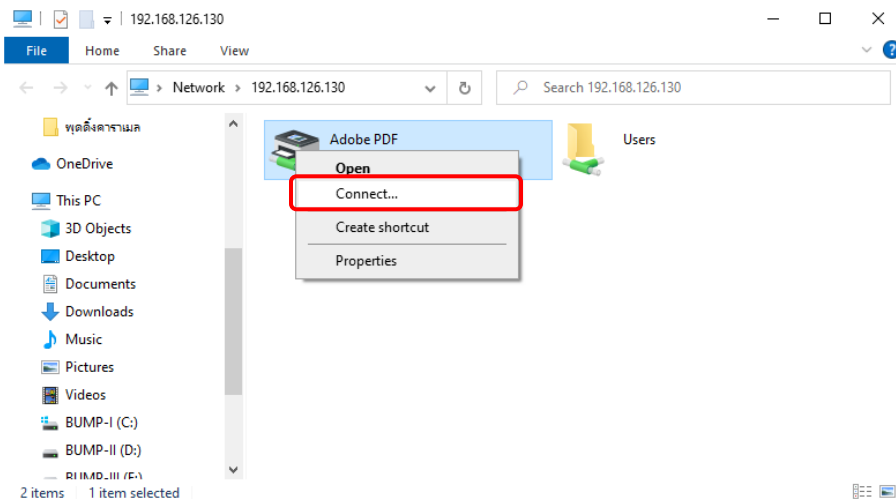 192.168.126.130
File Home Share View
Network > 192.168.126.130
Search 192.168.126.130
พุดดิ้งคาราเมล
OneDrive
This PC
3D Objects
Desktop
Documents
Downloads
Music
Pictures
Videos
BUMP-I (C:)
BUMP-II (D:)
BUMP-III (E:)
Adobe PDF
Users
Open
Connect...
Create shortcut
Properties
2 items 1 item selected